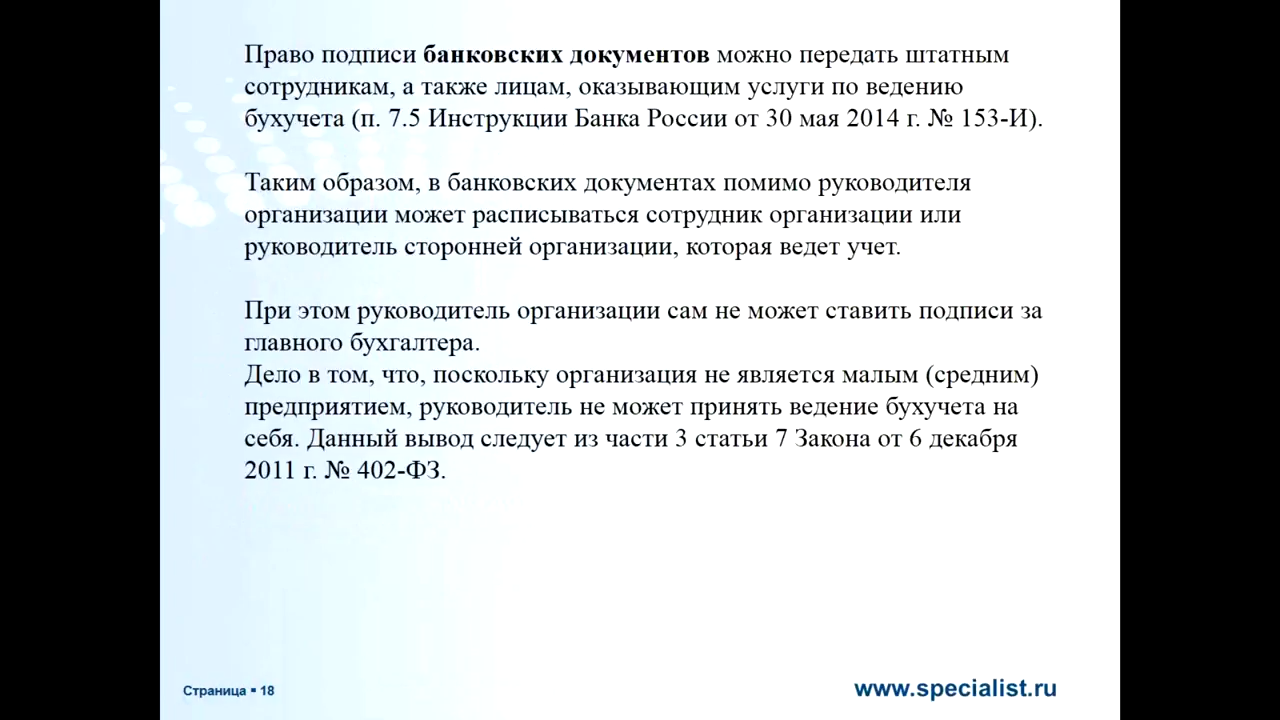 Право подписи банковских документов можно передать штатным
сотрудникам, а также лицам, оказывающим услуги по ведению
бухучета (п. 7.5 Инструкции Банка России от 30 мая 2014 г. № 153-И).
Таким образом, в банковских документах помимо руководителя
организации может расписываться сотрудник организации или
руководитель сторонней организации, которая ведет учет.
При этом руководитель организации сам не может ставить подписи за
главного бухгалтера.
Дело в том, что, поскольку организация не является малым (средним)
предприятием, руководитель не может принять ведение бухучета на
себя. Данный вывод следует из части 3 статьи 7 Закона от 6 декабря
2011 г. № 402-ФЗ.
Страница ▪ 18
www.specialist.ru